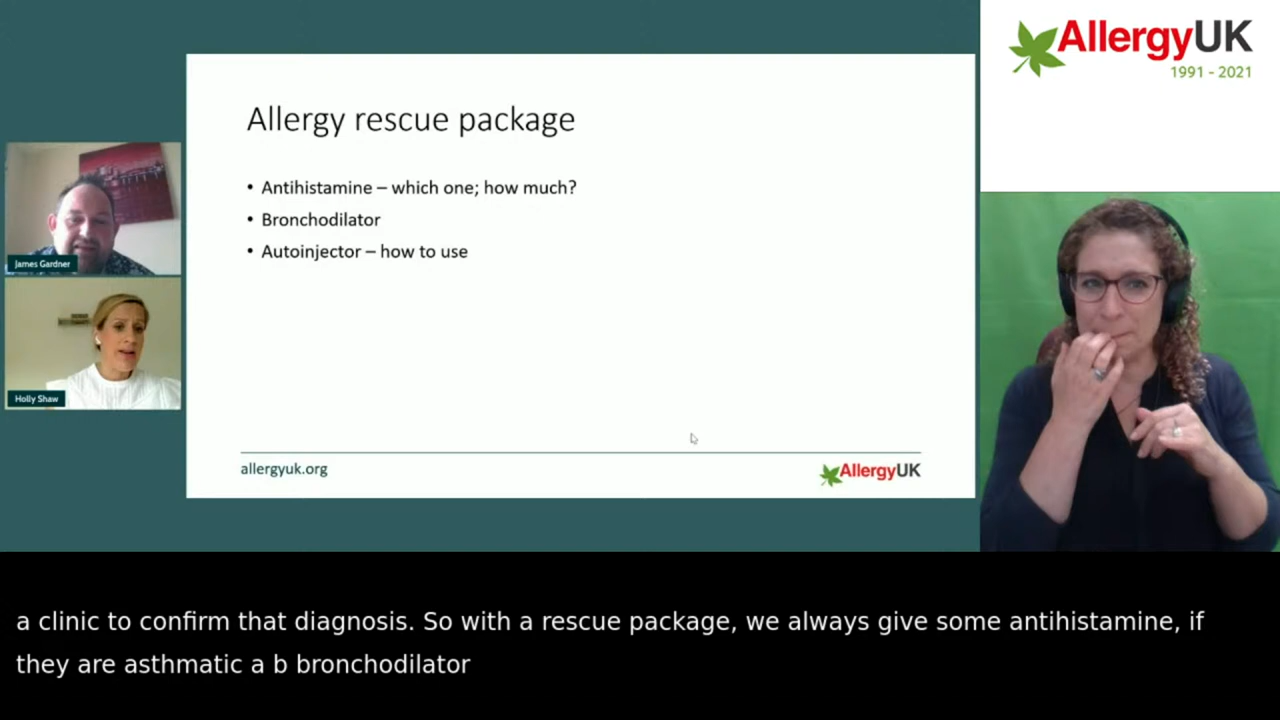 AllergyUK
1991 - 2021
Allergy rescue package
• Antihistamine – which one; how much?
• Bronchodilator
• Autoinjector – how to use
James Gardner
Holly Shaw
allergyuk.org
AllergyUK
a clinic to confirm that diagnosis. So with a rescue package, we always give some antihistamine, if
they are asthmatic a b bronchodilator